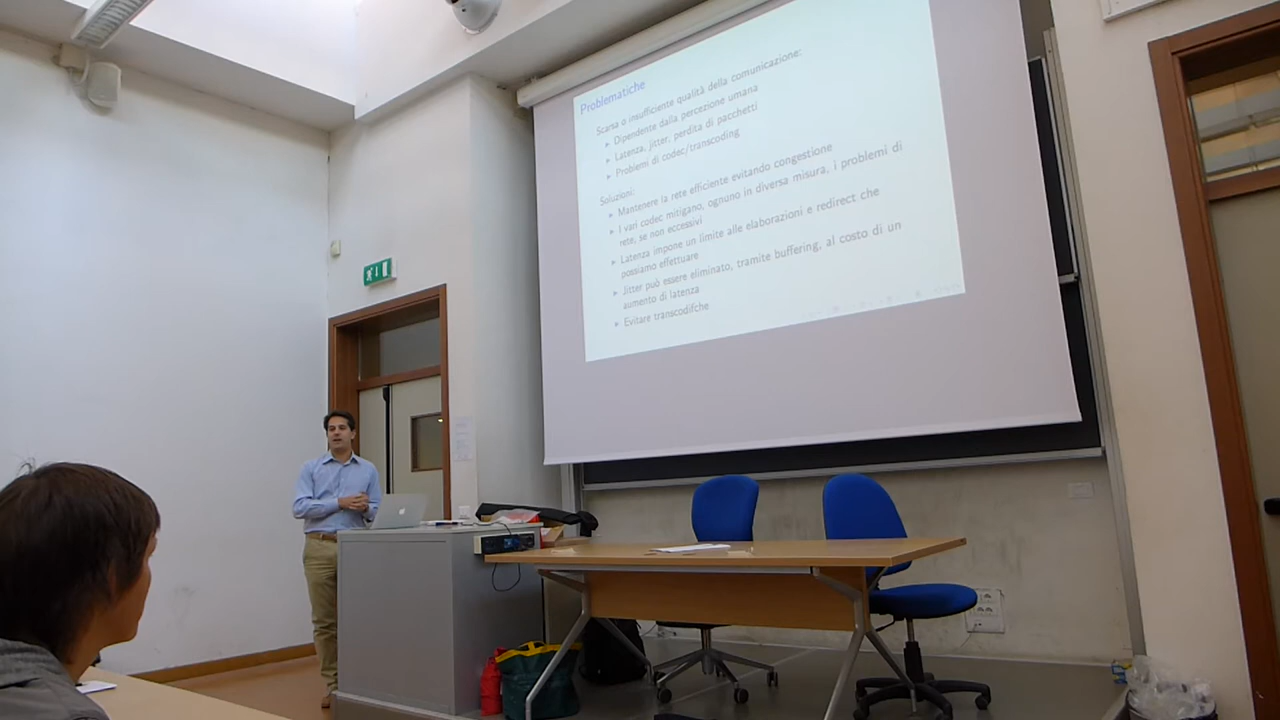 Problematiche
Scarsa o insufficiente qualità della comunicazione:
Dipendente dalla percezione umana
Latenza, jitter, perdita di pacchetti
Problemi di codec/transcoding
Soluzioni:
Mantenere la rete efficiente evitando congestione
I vari codec mitigano, ognuno in diversa misura, i problemi di
rete, se non eccessivi
Latenza impone un limite alle elaborazioni e redirect che
possiamo effettuare
Jitter può essere eliminato, tramite buffering, al costo di un
aumento di latenza
Evitare transcodifche